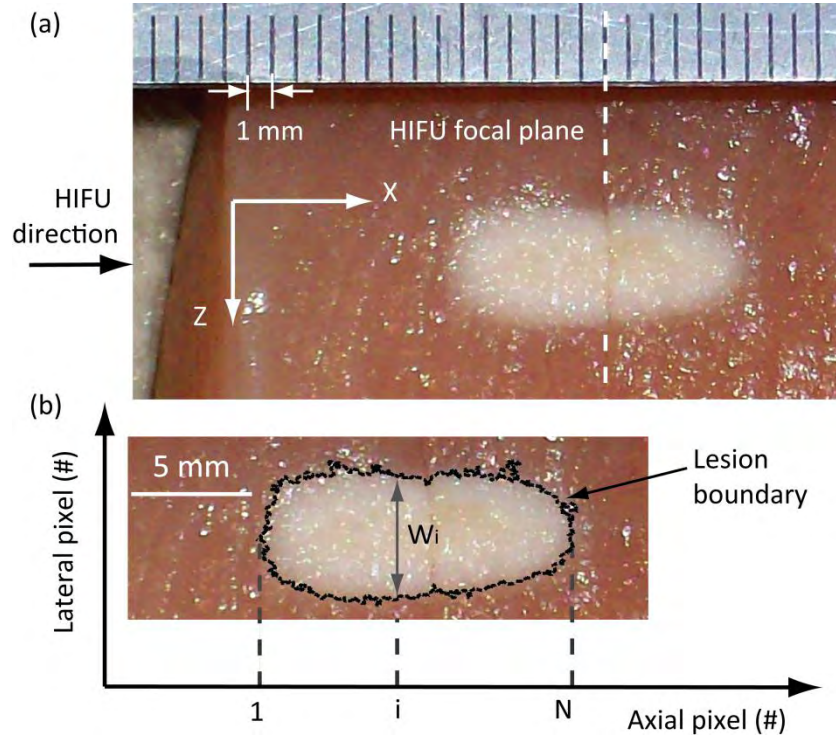 (a)
1 mm
HIFU focal plane
X
HIFU
direction
Z
(b)
5 mm
Lesion
boundary
Wi
Lateral pixel (#)
1
i
N
Axial pixel (#)